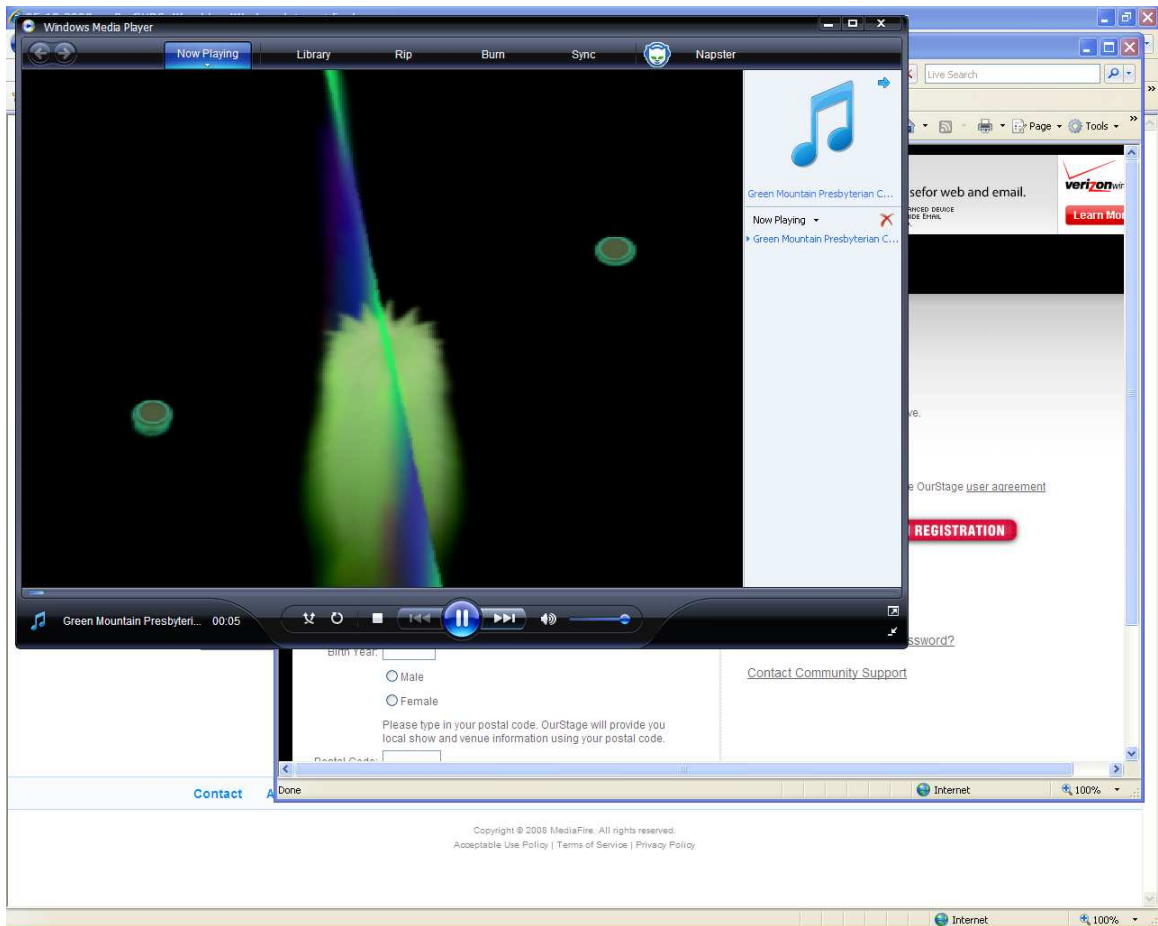 Windows Media Player
Now Playing
Library
Rip
Burn
Sync
Napster
Live Search
Page
Tools
Green Mountain Presbyterian C...
Now Playing
Green Mountain Presbyterian C...
sefor web and email.
verizonwir
Learn Mo
ve.
e OurStage user agreement
REGISTRATION
Green Mountain Presbyteri... 00:05
ssword?
Birth Year:
Male
Female
Contact Community Support
Please type in your postal code. OurStage will provide you
local show and venue information using your postal code.
Postal Code:
Done
Internet
100%
Contact A
Copyright © 2008 MediaFire. All rights reserved.
Acceptable Use Policy | Terms of Service | Privacy Policy
Internet
100%